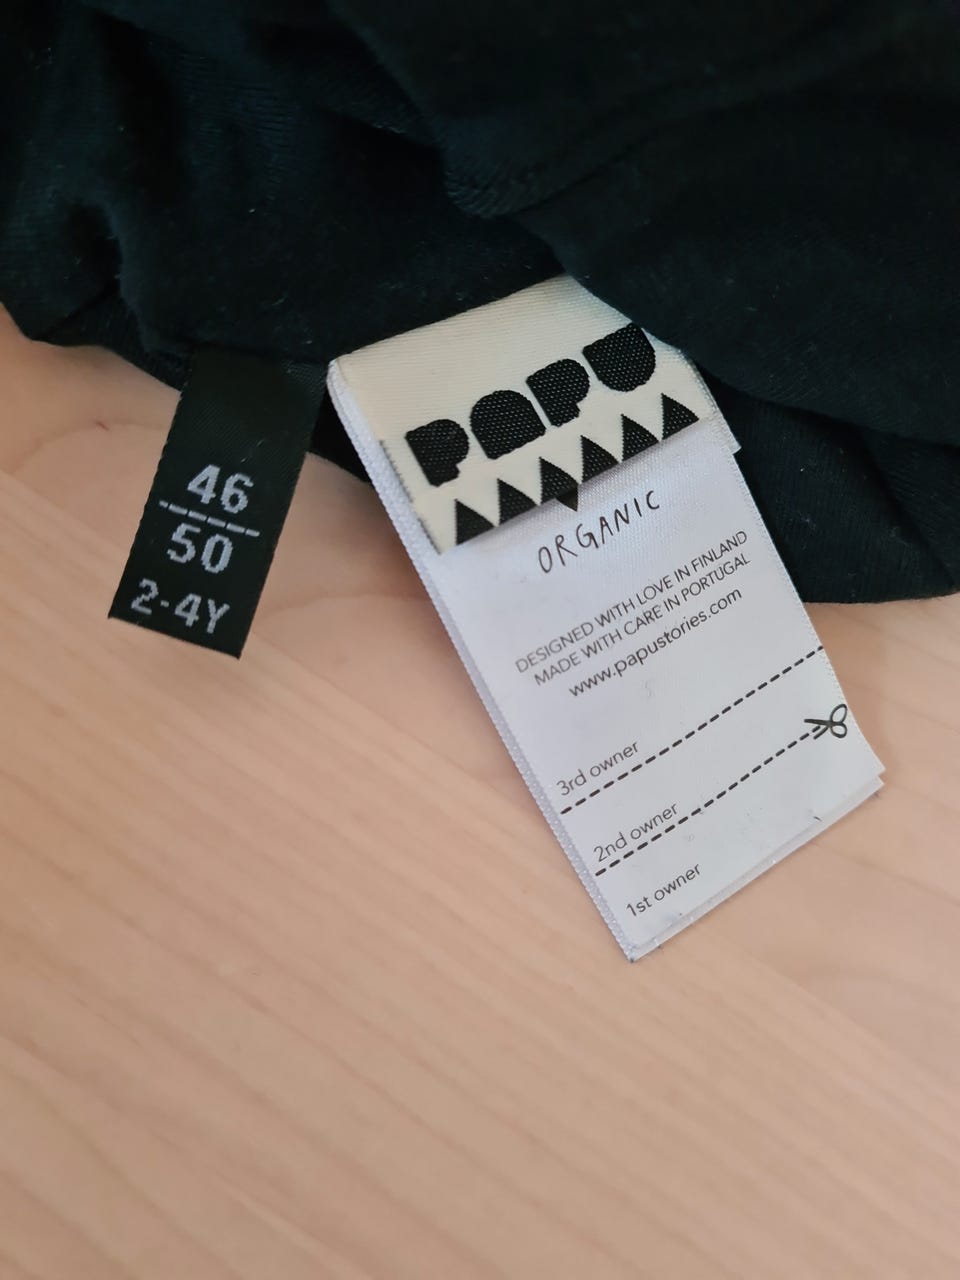 46
50
2-4Y
PAPU
ORGANIC
DESIGNED WITH LOVE IN FINLAND
MADE WITH CARE IN PORTUGAL
www.papustories.com
3rd owner
2nd owner
1st owner